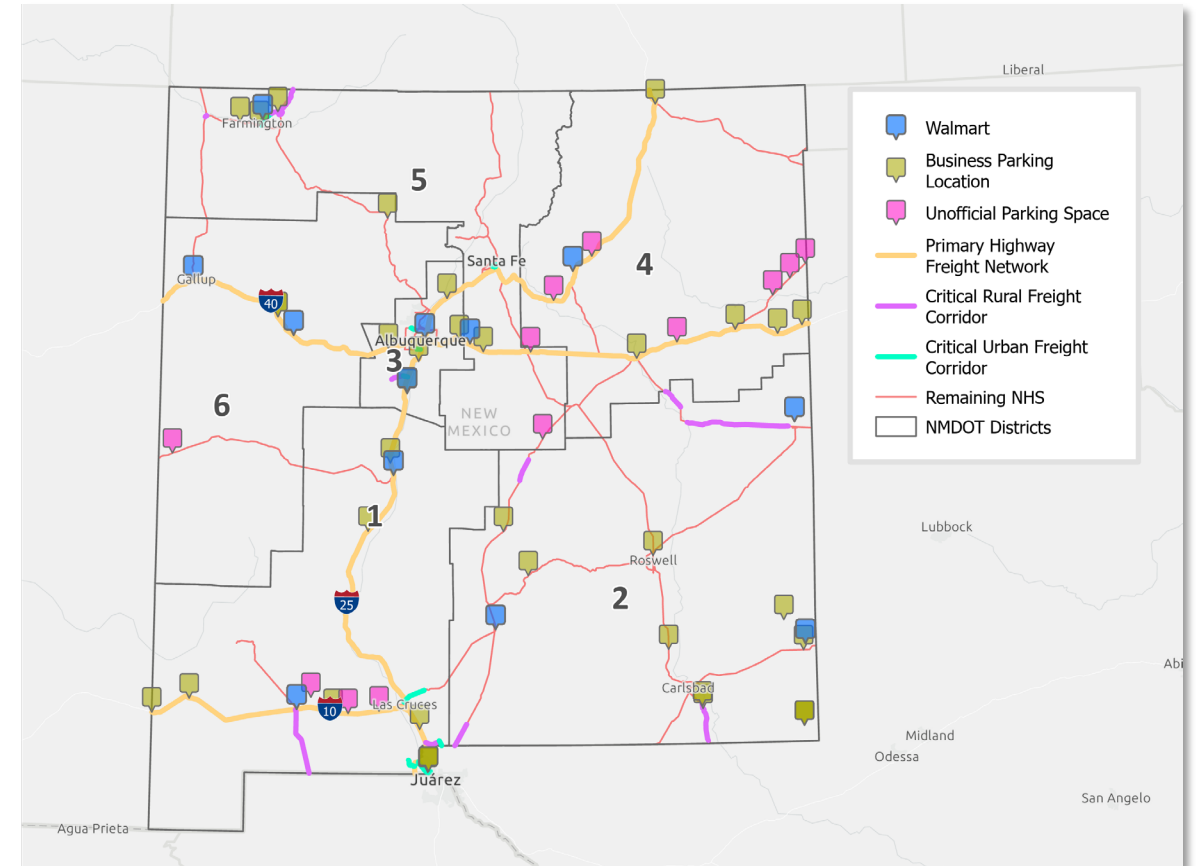 Liberal
Walmart
Business Parking
Location
Unofficial Parking Space
Primary Highway
Freight Network
Critical Rural Freight
Corridor
Critical Urban Freight
Corridor
Remaining NHS
NMDOT Districts
Farmington
5
Santa Fe
4
Gallup
40
Albuquerque
3
6
NEW
MEXICO
1
Lubbock
Roswell
25
2
Abi
Carlsbad
10
Las Cruces
Midland
Odessa
Juárez
San Angelo
Agua Prieta